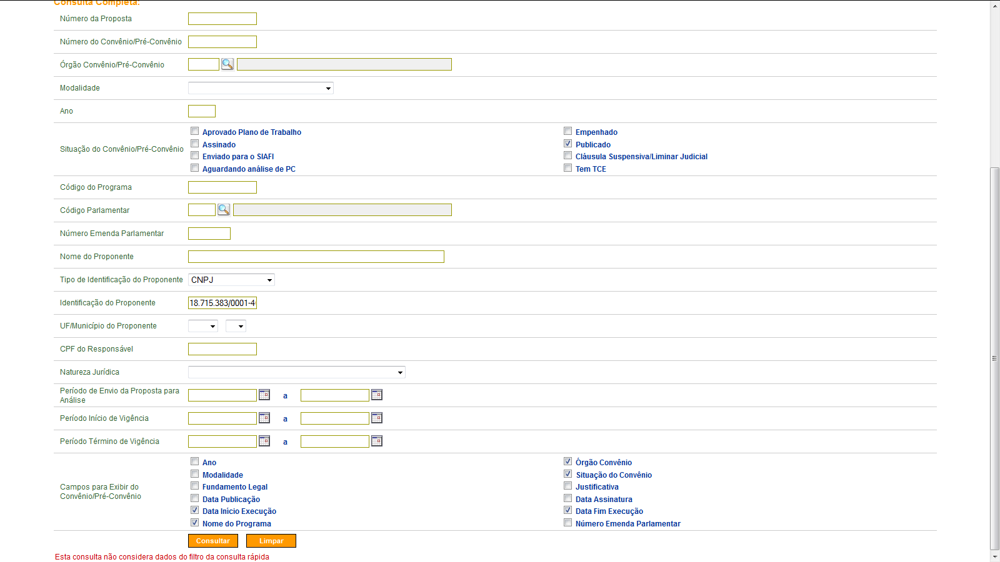 Consulta Completa:
Número da Proposta
Número do Convênio/Pré-Convênio
Órgão Convênio/Pré-Convênio
Modalidade
Ano
Situação do Convênio/Pré-Convênio
Aprovado Plano de Trabalho
Empenhado
Assinado
Publicado
Enviado para o SIAFI
Cláusula Suspensiva/Liminar Judicial
Aguardando análise de PC
Tem TCE
Código do Programa
Código Parlamentar
Número Emenda Parlamentar
Nome do Proponente
Tipo de Identificação do Proponente CNPJ
Identificação do Proponente 18.715.383/0001-4
UF/Município do Proponente
CPF do Responsável
Natureza Jurídica
Período de Envio da Proposta para
Análise
a
Período Início de Vigência a
Período Término de Vigência a
Campos para Exibir do
Convênio/Pré-Convênio
Ano
Órgão Convênio
Modalidade
Situação do Convênio
Fundamento Legal
Justificativa
Data Publicação
Data Assinatura
Data Início Execução
Data Fim Execução
Nome do Programa
Número Emenda Parlamentar
Consultar Limpar
Esta consulta não considera dados do filtro da consulta rápida